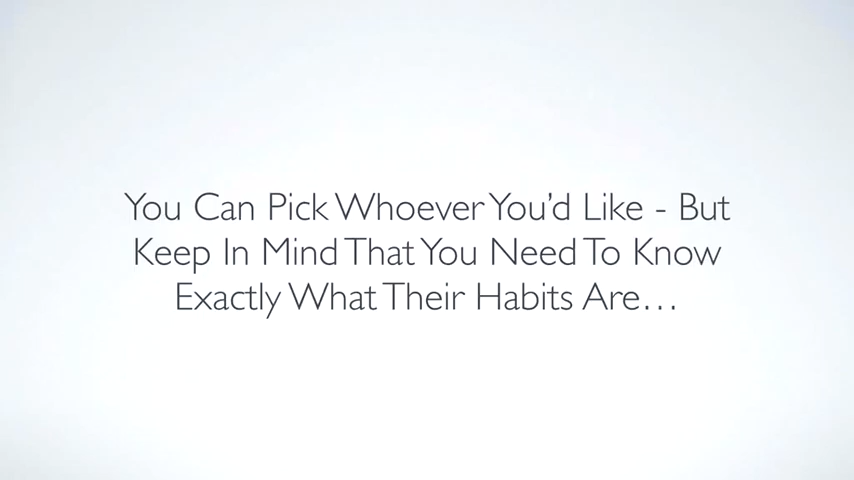 You Can Pick Whoever You'd Like - But
Keep In Mind That You Need To Know
Exactly What Their Habits Are…